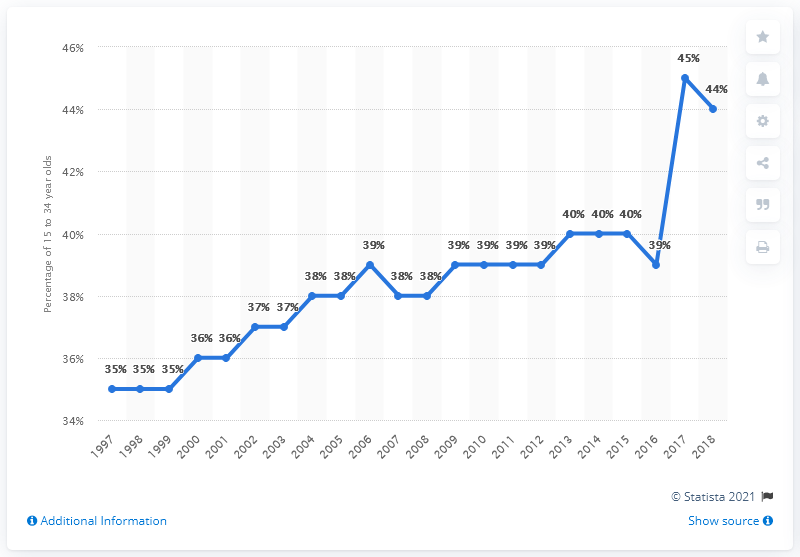 46%
44%
42%
40%
38%
36%
34%
Percentage of 15 to 34 year olds
35% 35% 35% 36% 36% 37% 37% 38% 38% 39% 38% 38% 39% 39% 39% 39% 40% 40% 40% 39% 45% 44%
1997 1998 1999 2000 2001 2002 2003 2004 2005 2006 2007 2008 2009 2010 2011 2012 2013 2014 2015 2016 2017 2018
© Statista 2021
Additional Information
Show source